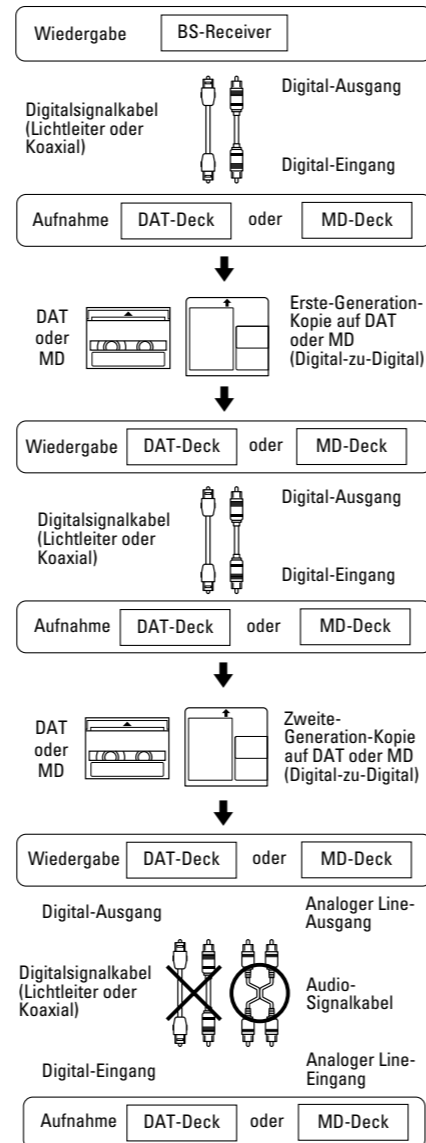 Wiedergabe BS-Receiver
Digitalsignalkabel
(Lichtleiter oder
Koaxial)
Digital-Ausgang
Digital-Eingang
Aufnahme DAT-Deck oder MD-Deck
DAT
oder
MD
Erste-Generation-
Kopie auf DAT
oder MD
(Digital-zu-Digital)
Wiedergabe DAT-Deck oder MD-Deck
Digitalsignalkabel
(Lichtleiter oder
Koaxial)
Digital-Ausgang
Digital-Eingang
Aufnahme DAT-Deck oder MD-Deck
DAT
oder
MD
Zweite-
Generation-Kopie
auf DAT oder MD
(Digital-zu-Digital)
Wiedergabe DAT-Deck oder MD-Deck
Digital-Ausgang
Analoger Line-
Ausgang
Digitalsignalkabel
(Lichtleiter oder
Koaxial)
Audio-
Signalkabel
Digital-Eingang
Analoger Line-
Eingang
Aufnahme DAT-Deck oder MD-Deck